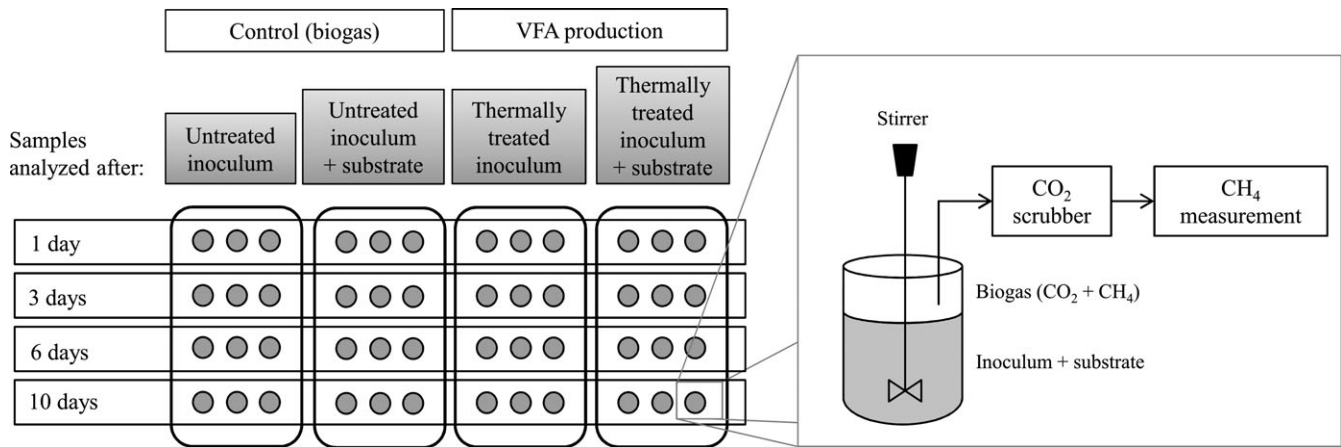 Control (biogas)
VFA production
Samples
analyzed after:
Untreated
inoculum
Untreated
inoculum
+ substrate
Thermally
treated
inoculum
Thermally
treated
inoculum
+ substrate
1 day
3 days
6 days
10 days
Stirrer
CO₂
scrubber
CH₄
measurement
Biogas (CO₂ + CH₄)
Inoculum + substrate